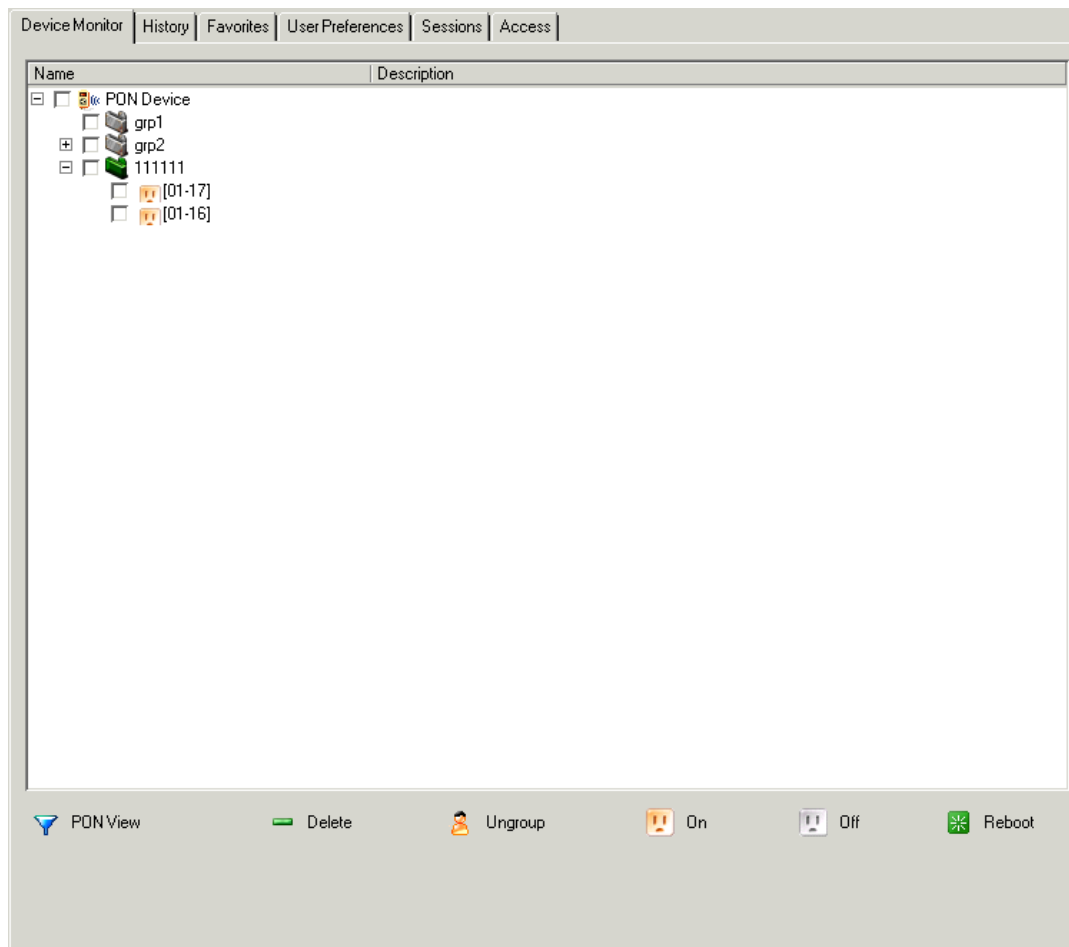 Device Monitor History Favorites User Preferences Sessions Access
Name Description
PON Device
grp1
grp2
111111
[01-17]
[01-16]
PON View Delete Ungroup On Off Reboot